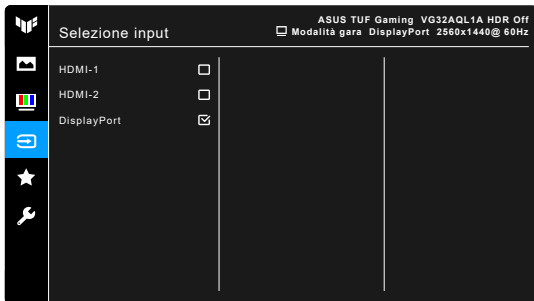 ASUS TUF Gaming VG32AQL1A HDR Off
Selezione input
Modalità gara DisplayPort 2560x1440@ 60Hz
HDMI-1
HDMI-2
DisplayPort